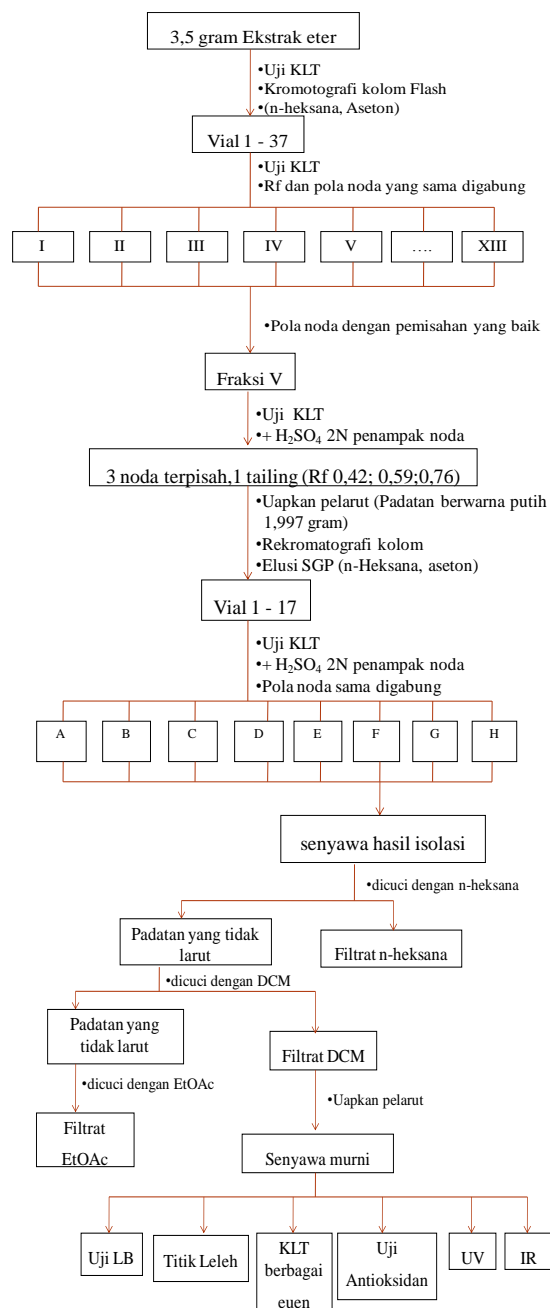 3,5 gram Ekstrak eter
•Uji KLT
•Kromotografi kolom Flash
•(n-heksana, Aseton)
Vial 1 - 37
•Uji KLT
•Rf dan pola noda yang sama digabung
I II III IV V …. XIII
•Pola noda dengan pemisahan yang baik
Fraksi V
•Uji KLT
•+ H₂SO₄ 2N penampak noda
3 noda terpisah,1 tailing (Rf 0,42; 0,59;0,76)
•Uapkan pelarut (Padatan berwarna putih
1,997 gram)
•Rekromatografi kolom
•Elusi SGP (n-Heksana, aseton)
Vial 1 - 17
•Uji KLT
•+ H₂SO₄ 2N penampak noda
•Pola noda sama digabung
A B C D E F G H
senyawa hasil isolasi
•dicuci dengan n-heksana
Padatan yang tidak
larut
Filtrat n-heksana
•dicuci dengan DCM
Padatan yang
tidak larut
Filtrat DCM
•dicuci dengan EtOAc
•Uapkan pelarut
Filtrat
EtOAc
Senyawa murni
Uji LB
Titik Leleh
KLT
berbagai
euen
Uji
Antioksidan
UV
IR